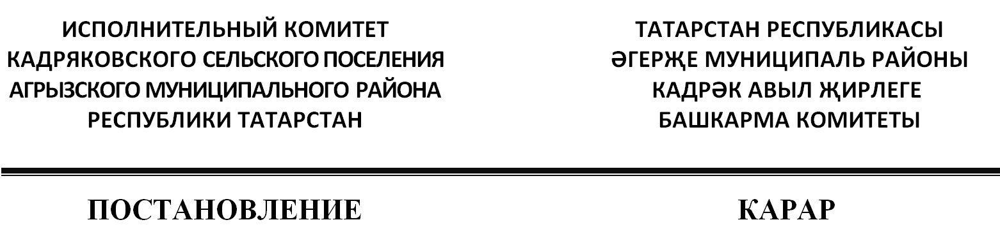 ИСПОЛНИТЕЛЬНЫЙ КОМИТЕТ
КАДРЯКОВСКОГО СЕЛЬСКОГО ПОСЕЛЕНИЯ
АГРЫЗСКОГО МУНИЦИПАЛЬНОГО РАЙОНА
РЕСПУБЛИКИ ТАТАРСТАН
ТАТАРСТАН РЕСПУБЛИКАСЫ
ӘГЕРҖЕ МУНИЦИПАЛЬ РАЙОНЫ
КАДРӘК АВЫЛ ҖИРЛЕГЕ
БАШКАРМА КОМИТЕТЫ
ПОСТАНОВЛЕНИЕ
КАРАР